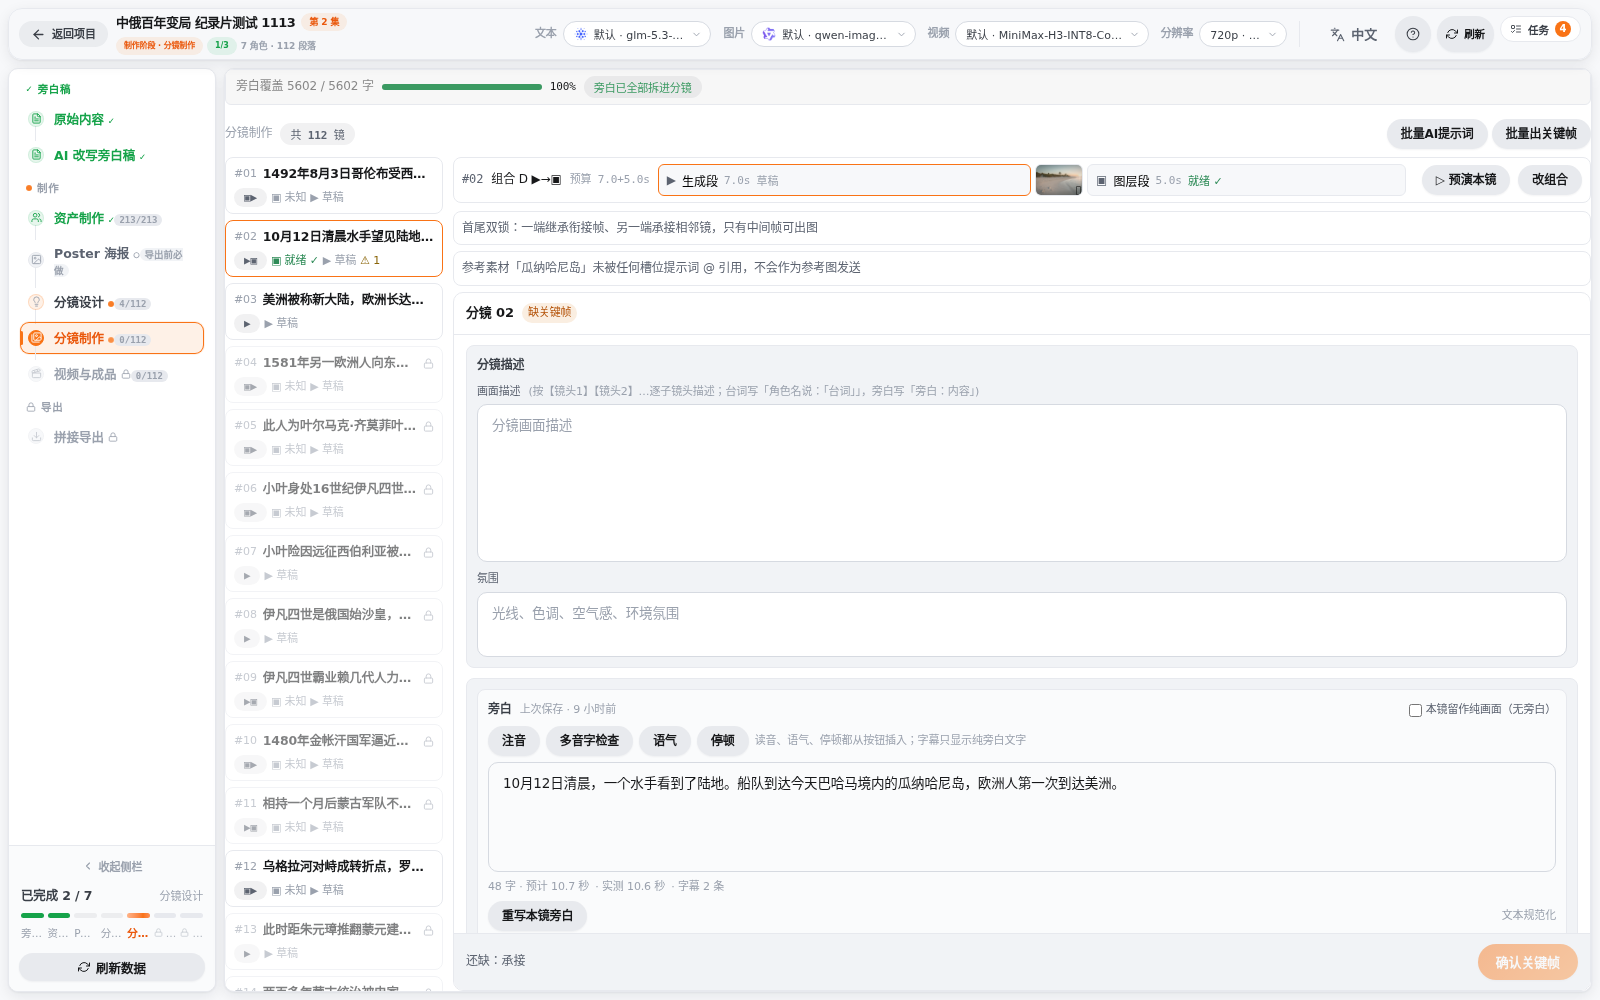 返回项目
中俄百年变局 纪录片测试 1113 第 2 集
制作阶段 · 分镜制作 1/3 7 角色 · 112 段落
文本 默认 · glm-5.3-...
图片 默认 · qwen-imag...
视频 默认 · MiniMax-H3-INT8-Co...
分辨率 720p · ...
中文
刷新
任务 4
✓ 旁白稿
原始内容 ✓
AI 改写旁白稿 ✓
制作
资产制作 ✓ 213/213
Poster 海报 导出前必做
分镜设计 4/112
分镜制作 0/112
视频与成品 0/112
导出
拼接导出
收起侧栏
已完成 2 / 7 分镜设计
旁... 资... P... 分... 分... ... ...
刷新数据
旁白覆盖 5602 / 5602 字 100% 旁白已全部拆进分镜
分镜制作 共 112 镜
批量AI提示词 批量出关键帧
#01 1492年8月3日哥伦布受西...
▣▶ ▣ 未知 ▶ 草稿
#02 10月12日清晨水手望见陆地...
▶▣ ▣ 就绪 ✓ ▶ 草稿 ⚠ 1
#03 美洲被称新大陆，欧洲长达...
▶ ▶ 草稿
#04 1581年另一欧洲人向东...
▣▶ ▣ 未知 ▶ 草稿
#05 此人为叶尔马克·齐莫菲叶...
▣▶ ▣ 未知 ▶ 草稿
#06 小叶身处16世纪伊凡四世...
▣▶ ▣ 未知 ▶ 草稿
#07 小叶险因远征西伯利亚被...
▶ ▶ 草稿
#08 伊凡四世是俄国始沙皇，...
▶ ▶ 草稿
#09 伊凡四世霸业赖几代人力...
▶▣ ▣ 未知 ▶ 草稿
#10 1480年金帐汗国军逼近...
▣▶ ▣ 未知 ▶ 草稿
#11 相持一个月后蒙古军队不...
▶▣ ▣ 未知 ▶ 草稿
#12 乌格拉河对峙成转折点，罗...
▣▶ ▣ 未知 ▶ 草稿
#13 此时距朱元璋推翻蒙元建...
▶ ▶ 草稿
#02 组合 D ▶→▣ 预算 7.0+5.0s ▶ 生成段 7.0s 草稿 ▣ 图层段 5.0s 就绪 ✓ ▷ 预演本镜 改组合
首尾双锁：一端继承衔接帧、另一端承接相邻镜，只有中间帧可出图
参考素材「瓜纳哈尼岛」未被任何槽位提示词 @ 引用，不会作为参考图发送
分镜 02 缺关键帧
分镜描述
画面描述 （按【镜头1】【镜头2】…逐子镜头描述；台词写「角色名说：「台词」」，旁白写「旁白：内容」）
分镜画面描述
氛围
光线、色调、空气感、环境氛围
旁白 上次保存 · 9 小时前 本镜留作纯画面（无旁白）
注音 多音字检查 语气 停顿 读音、语气、停顿都从按钮插入；字幕只显示纯旁白文字
10月12日清晨，一个水手看到了陆地。船队到达今天巴哈马境内的瓜纳哈尼岛，欧洲人第一次到达美洲。
48 字 · 预计 10.7 秒 · 实测 10.6 秒 · 字幕 2 条
重写本镜旁白 文本规范化
还缺：承接 确认关键帧